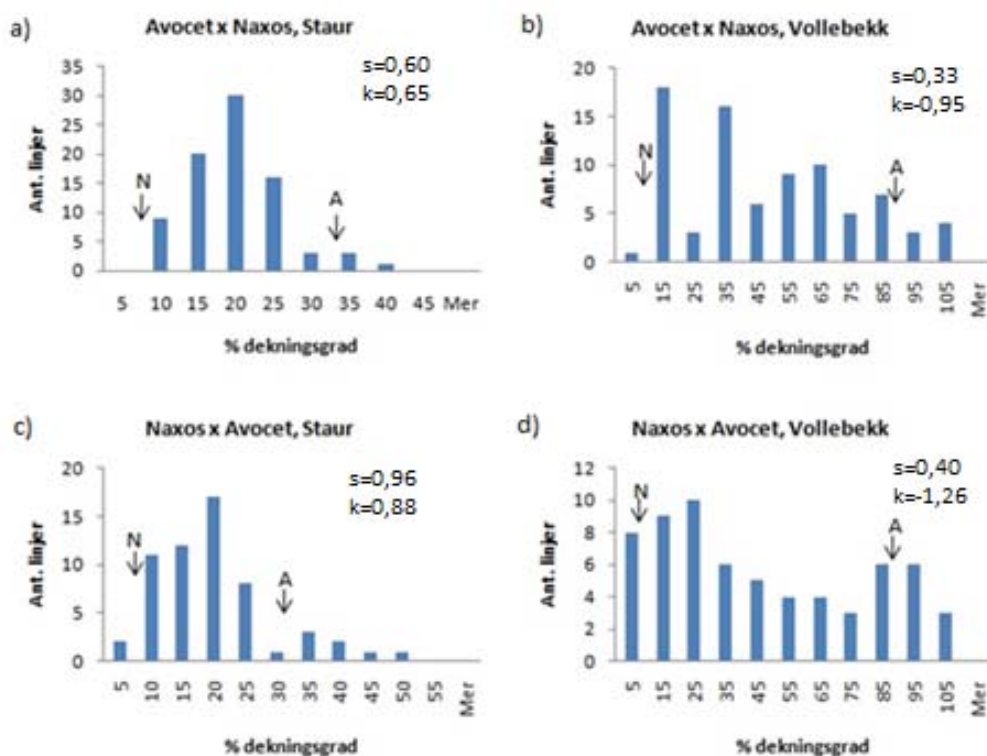 a)
Avocet x Naxos, Staur
s=0,60
k=0,65
Ant. linjer
35
30
25
20
15
10
5
0
N
A
5 10 15 20 25 30 35 40 45 Mer
% dekningsgrad
b)
Avocet x Naxos, Vollebekk
s=0,33
k=-0,95
Ant. linjer
20
15
10
5
0
N
A
5 15 25 35 45 55 65 75 85 95 105 Mer
% dekningsgrad
c)
Naxos x Avocet, Staur
s=0,96
k=0,88
Ant. linjer
20
15
10
5
0
N
A
5 10 15 20 25 30 35 40 45 50 55 Mer
% dekningsgrad
d)
Naxos x Avocet, Vollebekk
s=0,40
k=-1,26
Ant. linjer
12
10
8
6
4
2
0
N
A
5 15 25 35 45 55 65 75 85 95 105 Mer
% dekningsgrad